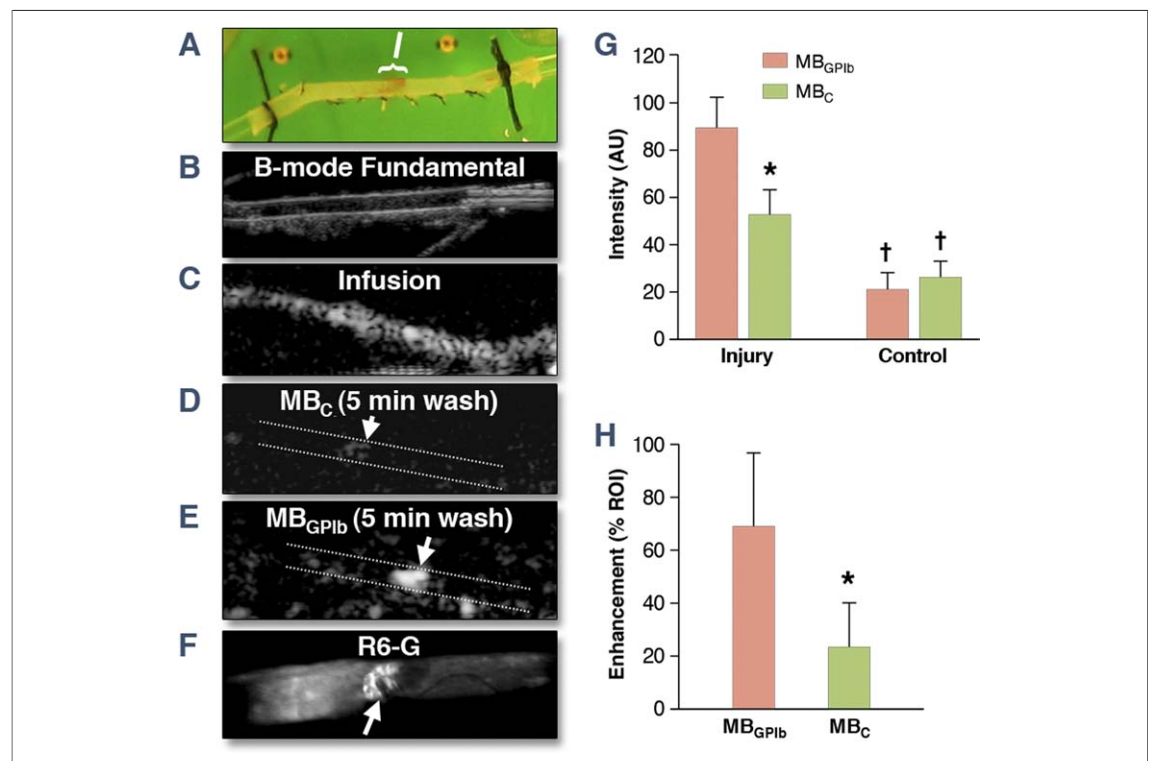 A
B
B-mode Fundamental
C
Infusion
D
MBC (5 min wash)
E
MBGPIb (5 min wash)
F
R6-G
G
120
100
80
60
40
20
0
Intensity (AU)
MBGPIb
MBC
*
†
†
Injury
Control
H
100
80
60
40
20
0
Enhancement (% ROI)
*
MBGPIb
MBC